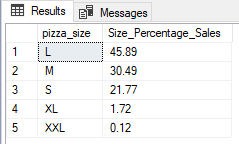 Results Messages
pizza_size Size_Percentage_Sales
1 L 45.89
2 M 30.49
3 S 21.77
4 XL 1.72
5 XXL 0.12